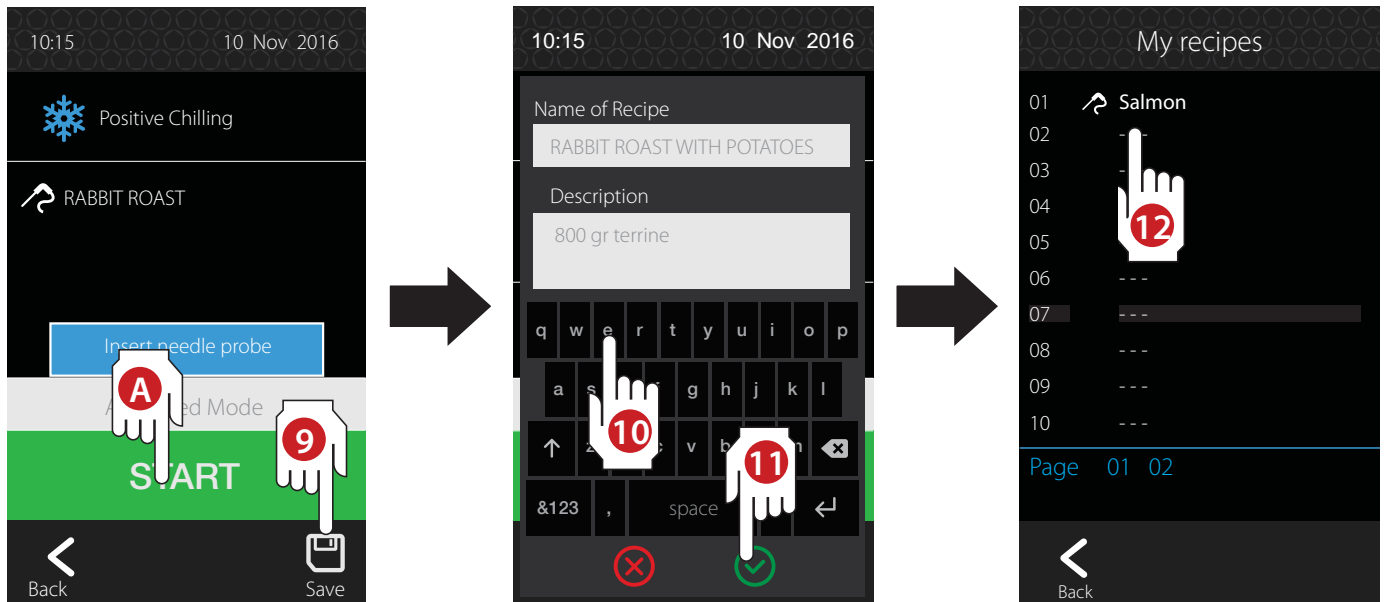 10:15 10 Nov 2016
Positive Chilling
RABBIT ROAST
Insert needle probe
A
ed Mode
9
START
Back
Save
10:15 10 Nov 2016
Name of Recipe
RABBIT ROAST WITH POTATOES
Description
800 gr terrine
q w e r t y u i o p
a s g h j k l
10
z v b
11
&123 , space
My recipes
01 Salmon
02 - -
03 -
04
05
12
06 - - -
07 - - -
08 - - -
09 - - -
10 - - -
Page 01 02
Back